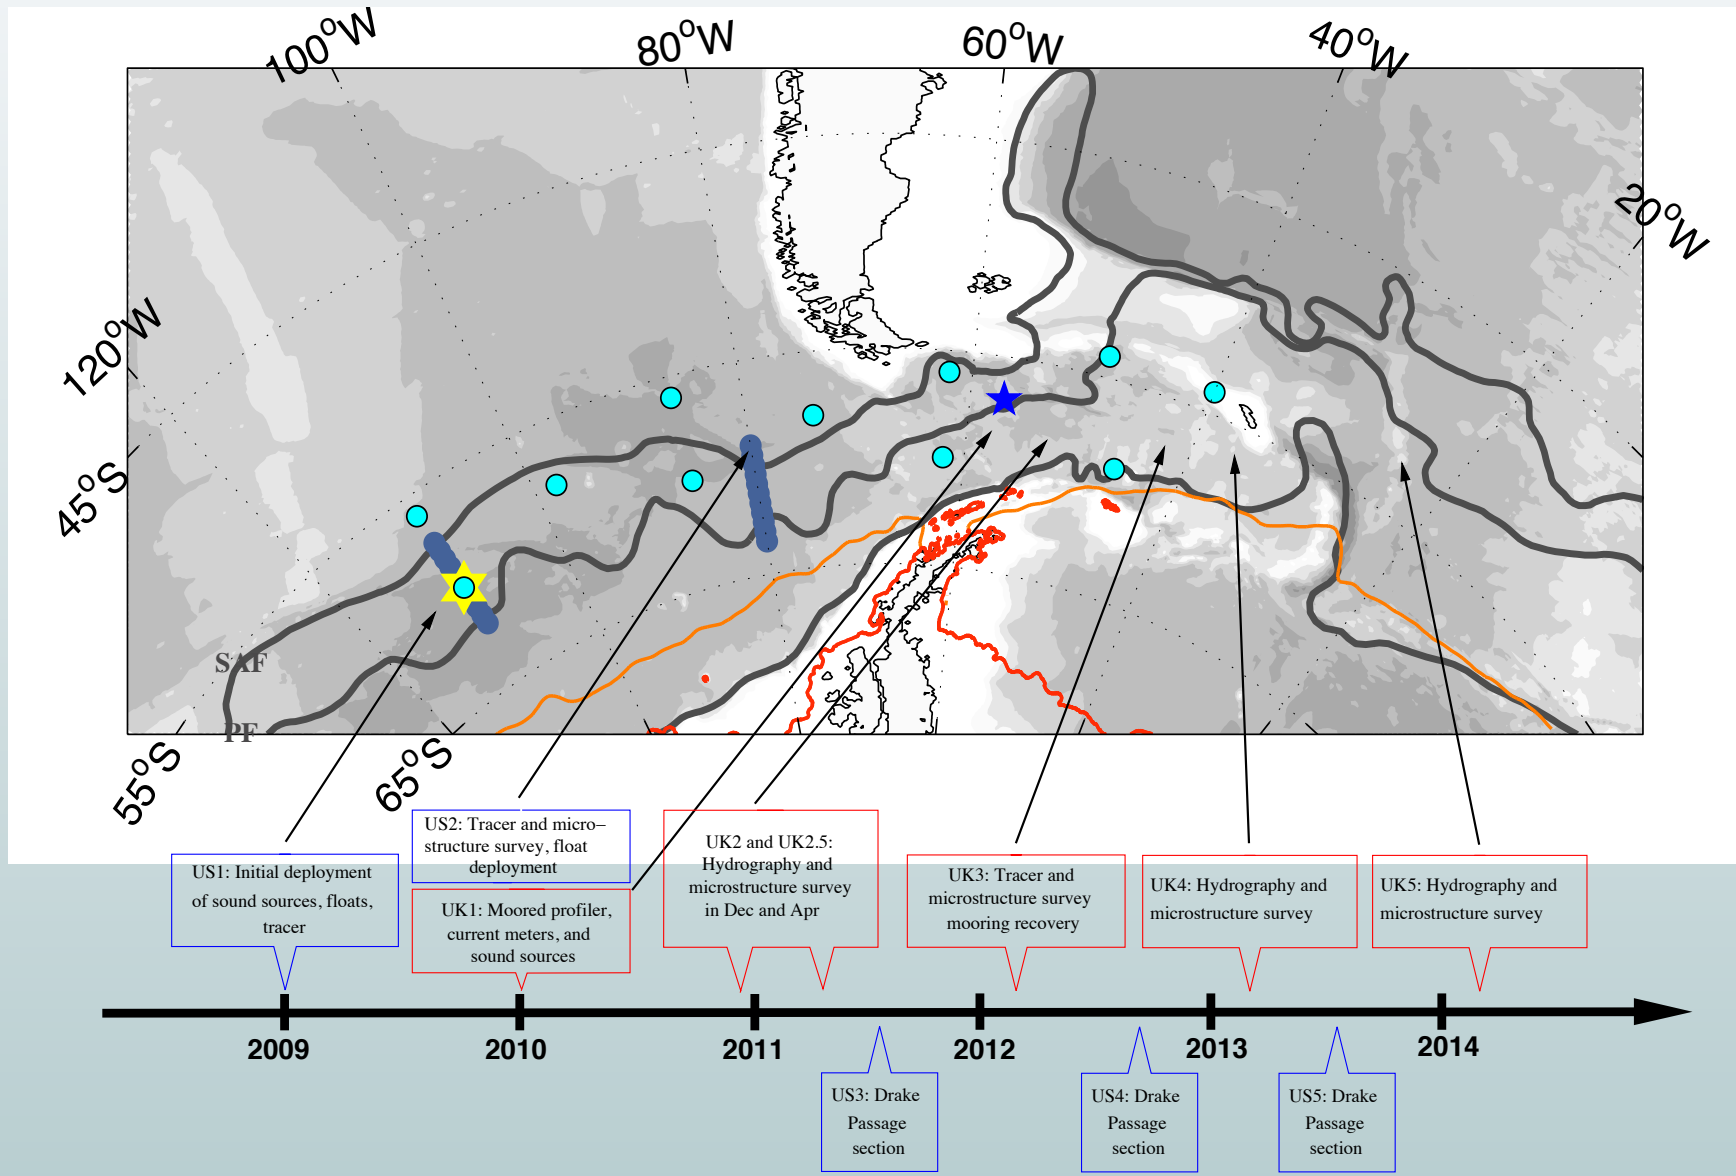 100°W
80°W
60°W
40°W
20°W
120°W
45°S
55°S
65°S
SAF
PF
US1: Initial deployment
of sound sources, floats,
tracer
US2: Tracer and micro–
structure survey, float
deployment
UK1: Moored profiler,
current meters, and
sound sources
UK2 and UK2.5:
Hydrography and
microstructure survey
in Dec and Apr
UK3: Tracer and
microstructure survey
mooring recovery
UK4: Hydrography and
microstructure survey
UK5: Hydrography and
microstructure survey
2009
2010
2011
2012
2013
2014
US3: Drake
Passage
section
US4: Drake
Passage
section
US5: Drake
Passage
section